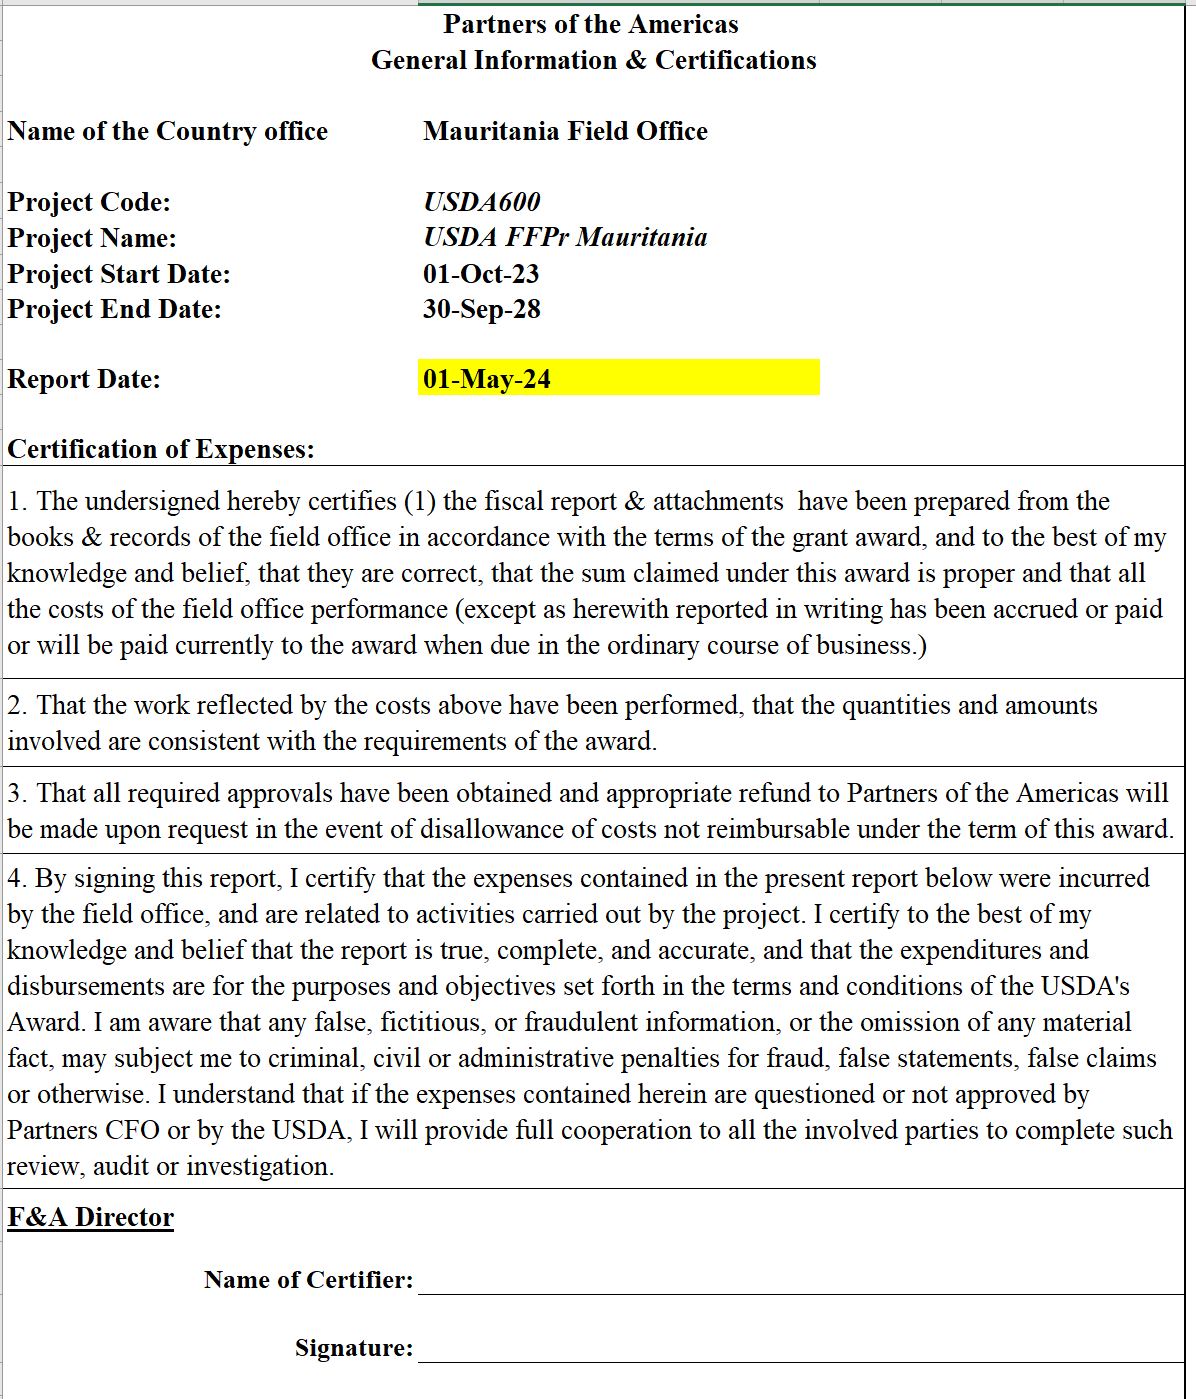 Partners of the Americas
General Information & Certifications
Name of the Country office Mauritania Field Office
Project Code: USDA600
Project Name: USDA FFPr Mauritania
Project Start Date: 01-Oct-23
Project End Date: 30-Sep-28
Report Date: 01-May-24
Certification of Expenses:
1. The undersigned hereby certifies (1) the fiscal report & attachments  have been prepared from the
books & records of the field office in accordance with the terms of the grant award, and to the best of my
knowledge and belief, that they are correct, that the sum claimed under this award is proper and that all
the costs of the field office performance (except as herewith reported in writing has been accrued or paid
or will be paid currently to the award when due in the ordinary course of business.)
2. That the work reflected by the costs above have been performed, that the quantities and amounts
involved are consistent with the requirements of the award.
3. That all required approvals have been obtained and appropriate refund to Partners of the Americas will
be made upon request in the event of disallowance of costs not reimbursable under the term of this award.
4. By signing this report, I certify that the expenses contained in the present report below were incurred
by the field office, and are related to activities carried out by the project. I certify to the best of my
knowledge and belief that the report is true, complete, and accurate, and that the expenditures and
disbursements are for the purposes and objectives set forth in the terms and conditions of the USDA's
Award. I am aware that any false, fictitious, or fraudulent information, or the omission of any material
fact, may subject me to criminal, civil or administrative penalties for fraud, false statements, false claims
or otherwise. I understand that if the expenses contained herein are questioned or not approved by
Partners CFO or by the USDA, I will provide full cooperation to all the involved parties to complete such
review, audit or investigation.
F&A Director
Name of Certifier:
Signature: